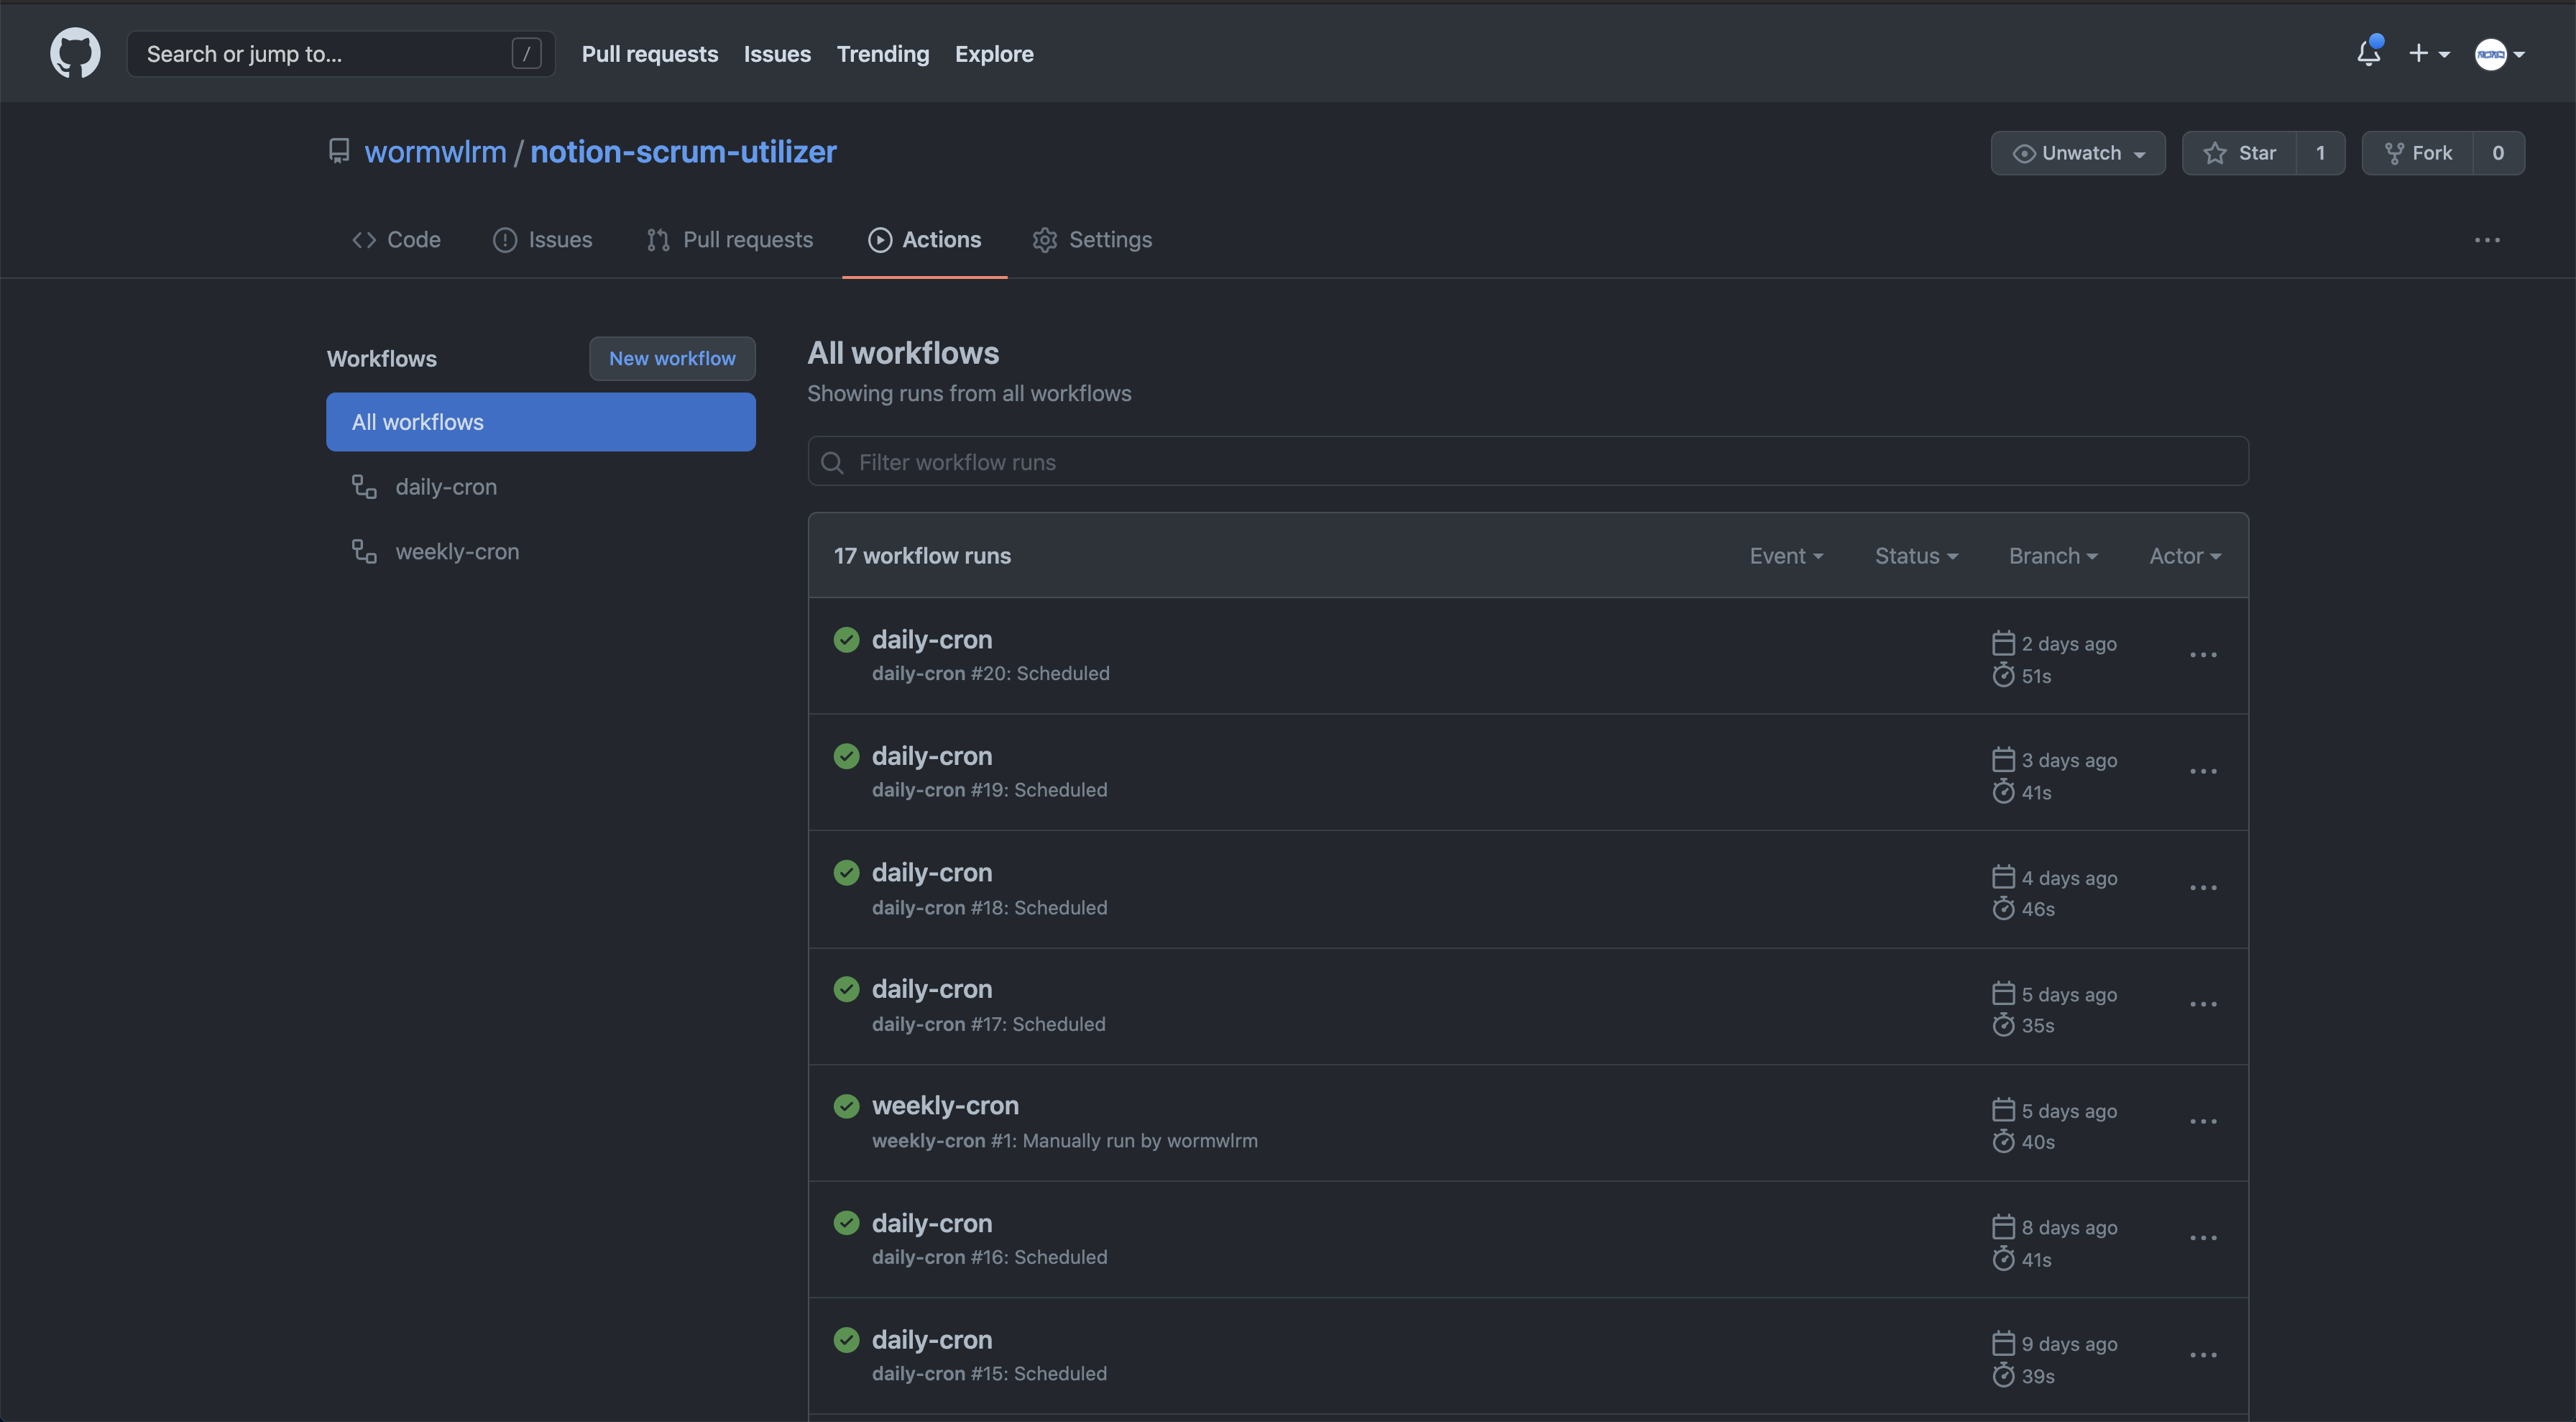 Search or jump to... /
Pull requests Issues Trending Explore
wormwlrm / notion-scrum-utilizer
Unwatch Star 1 Fork 0
Code Issues Pull requests Actions Settings
Workflows New workflow
All workflows
daily-cron
weekly-cron
All workflows
Showing runs from all workflows
Filter workflow runs
17 workflow runs Event Status Branch Actor
daily-cron
daily-cron #20: Scheduled
2 days ago
51s
daily-cron
daily-cron #19: Scheduled
3 days ago
41s
daily-cron
daily-cron #18: Scheduled
4 days ago
46s
daily-cron
daily-cron #17: Scheduled
5 days ago
35s
weekly-cron
weekly-cron #1: Manually run by wormwlrm
5 days ago
40s
daily-cron
daily-cron #16: Scheduled
8 days ago
41s
daily-cron
daily-cron #15: Scheduled
9 days ago
39s